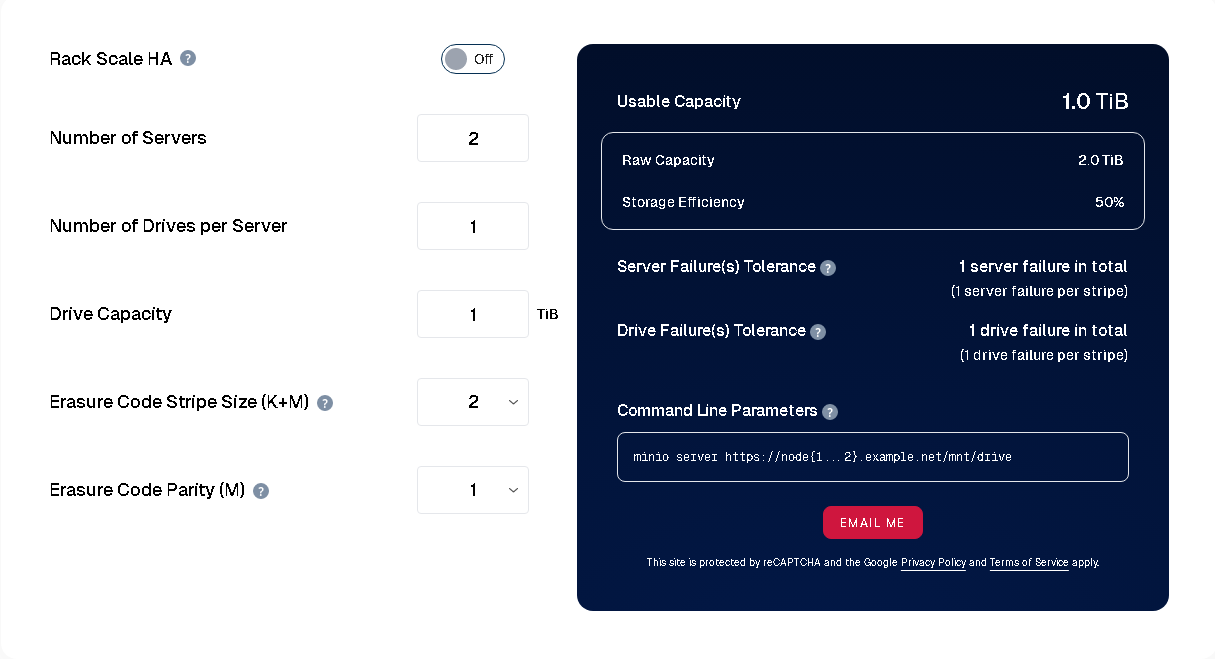 Rack Scale HA ?
Off
Number of Servers
2
Number of Drives per Server
1
Drive Capacity
1
TiB
Erasure Code Stripe Size (K+M) ?
2
Erasure Code Parity (M) ?
1
Usable Capacity
1.0 TiB
Raw Capacity
2.0 TiB
Storage Efficiency
50%
Server Failure(s) Tolerance ?
1 server failure in total
(1 server failure per stripe)
Drive Failure(s) Tolerance ?
1 drive failure in total
(1 drive failure per stripe)
Command Line Parameters ?
minio server https://node{1...2}.example.net/mnt/drive
EMAIL ME
This site is protected by reCAPTCHA and the Google Privacy Policy and Terms of Service apply.